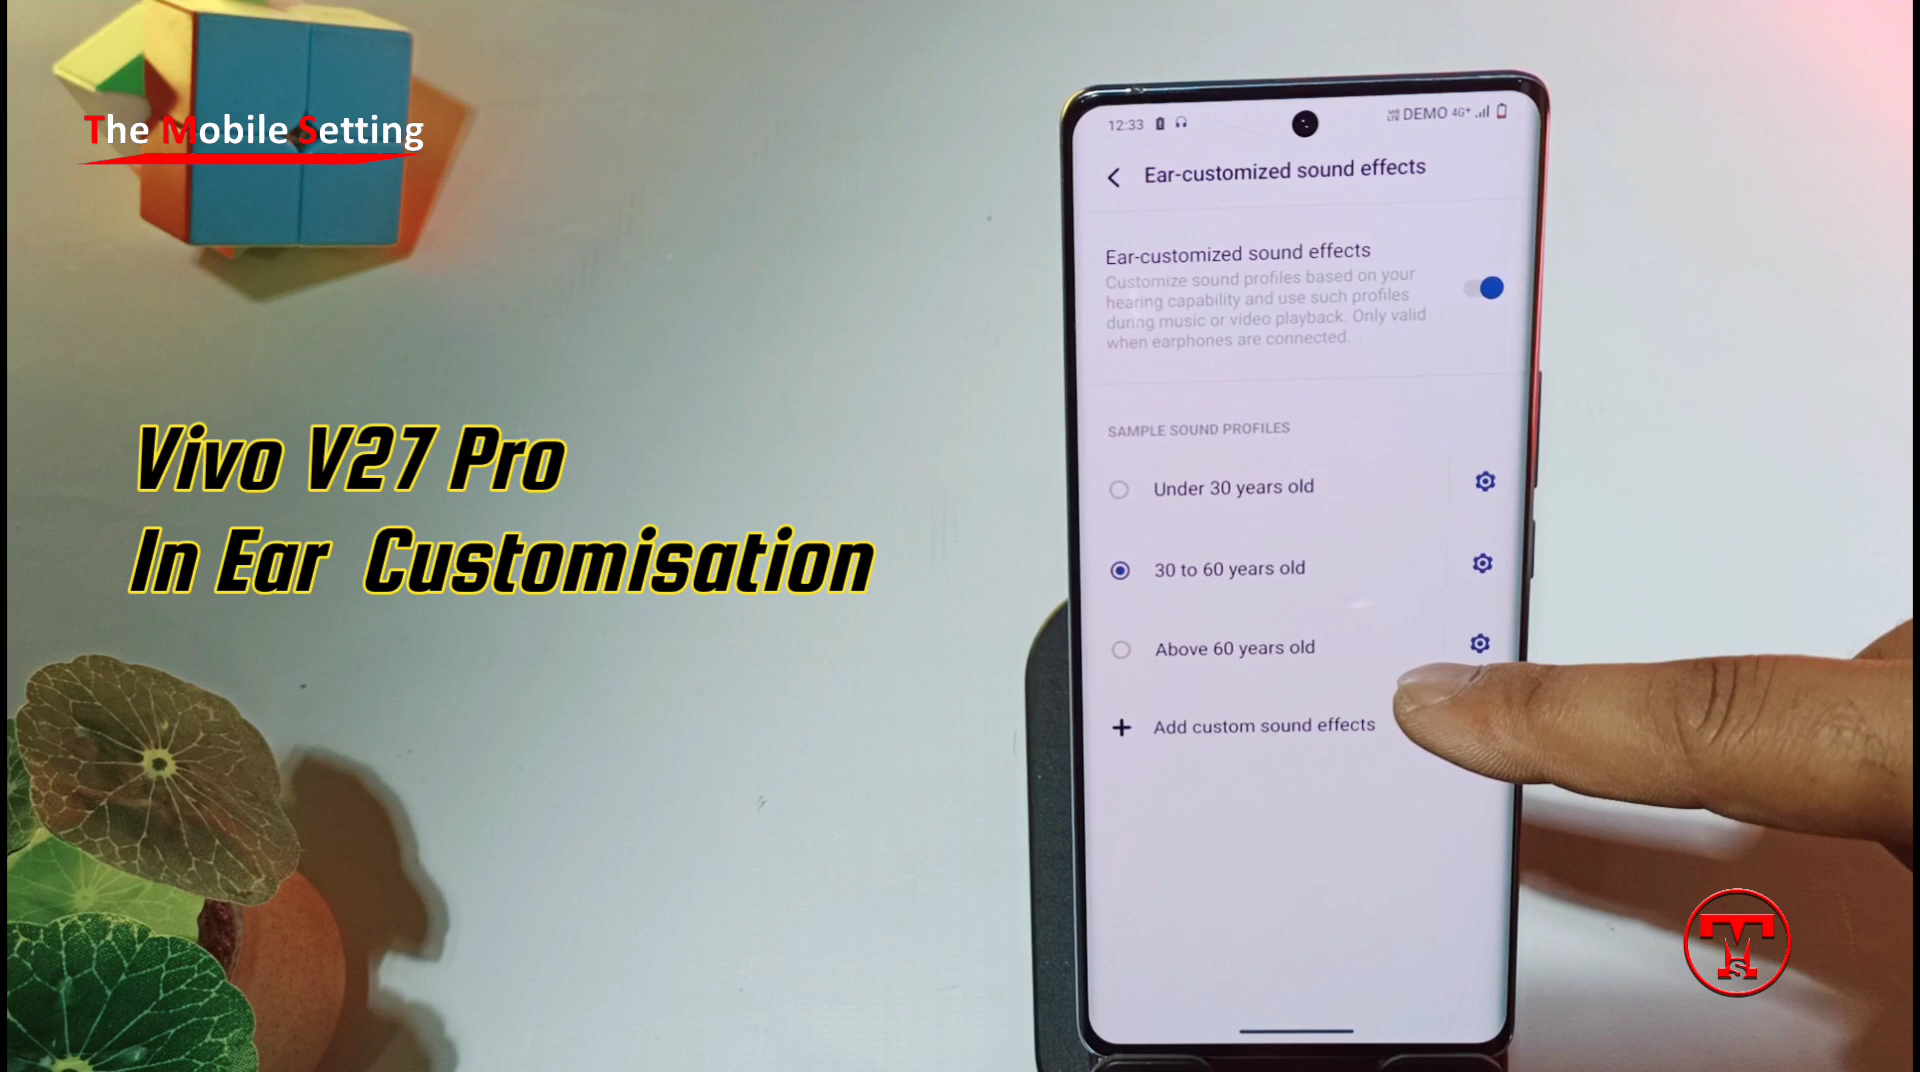 The Mobile Setting
Vivo V27 Pro
In Ear Customisation
12:33
VoB LTE DEMO 4G+
Ear-customized sound effects
Ear-customized sound effects
Customize sound profiles based on your
hearing capability and use such profiles
during music or video playback. Only valid
when earphones are connected.
SAMPLE SOUND PROFILES
Under 30 years old
30 to 60 years old
Above 60 years old
+ Add custom sound effects
TMS